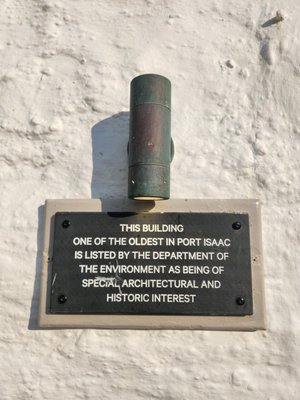 THIS BUILDING
ONE OF THE OLDEST IN PORT ISAAC
IS LISTED BY THE DEPARTMENT OF
THE ENVIRONMENT AS BEING OF
SPECIAL ARCHITECTURAL AND
HISTORIC INTEREST